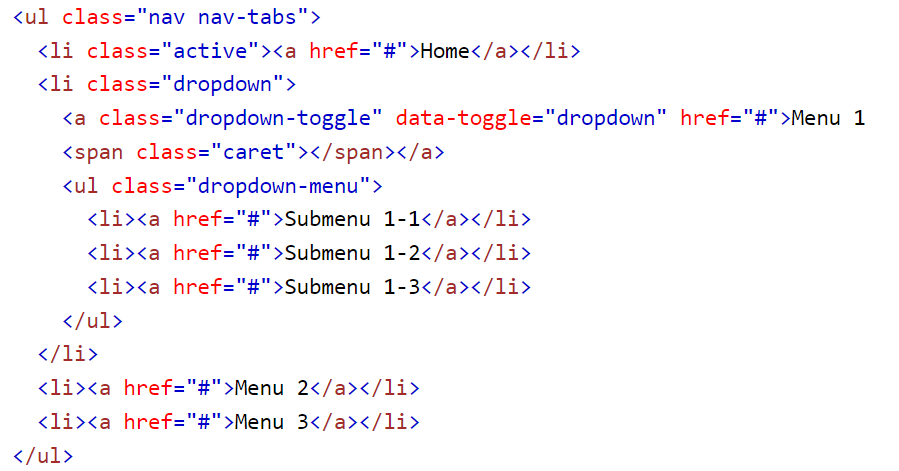 <ul class="nav nav-tabs">
  <li class="active"><a href="#">Home</a></li>
  <li class="dropdown">
    <a class="dropdown-toggle" data-toggle="dropdown" href="#">Menu 1
    <span class="caret"></span></a>
    <ul class="dropdown-menu">
      <li><a href="#">Submenu 1-1</a></li>
      <li><a href="#">Submenu 1-2</a></li>
      <li><a href="#">Submenu 1-3</a></li>
    </ul>
  </li>
  <li><a href="#">Menu 2</a></li>
  <li><a href="#">Menu 3</a></li>
</ul>